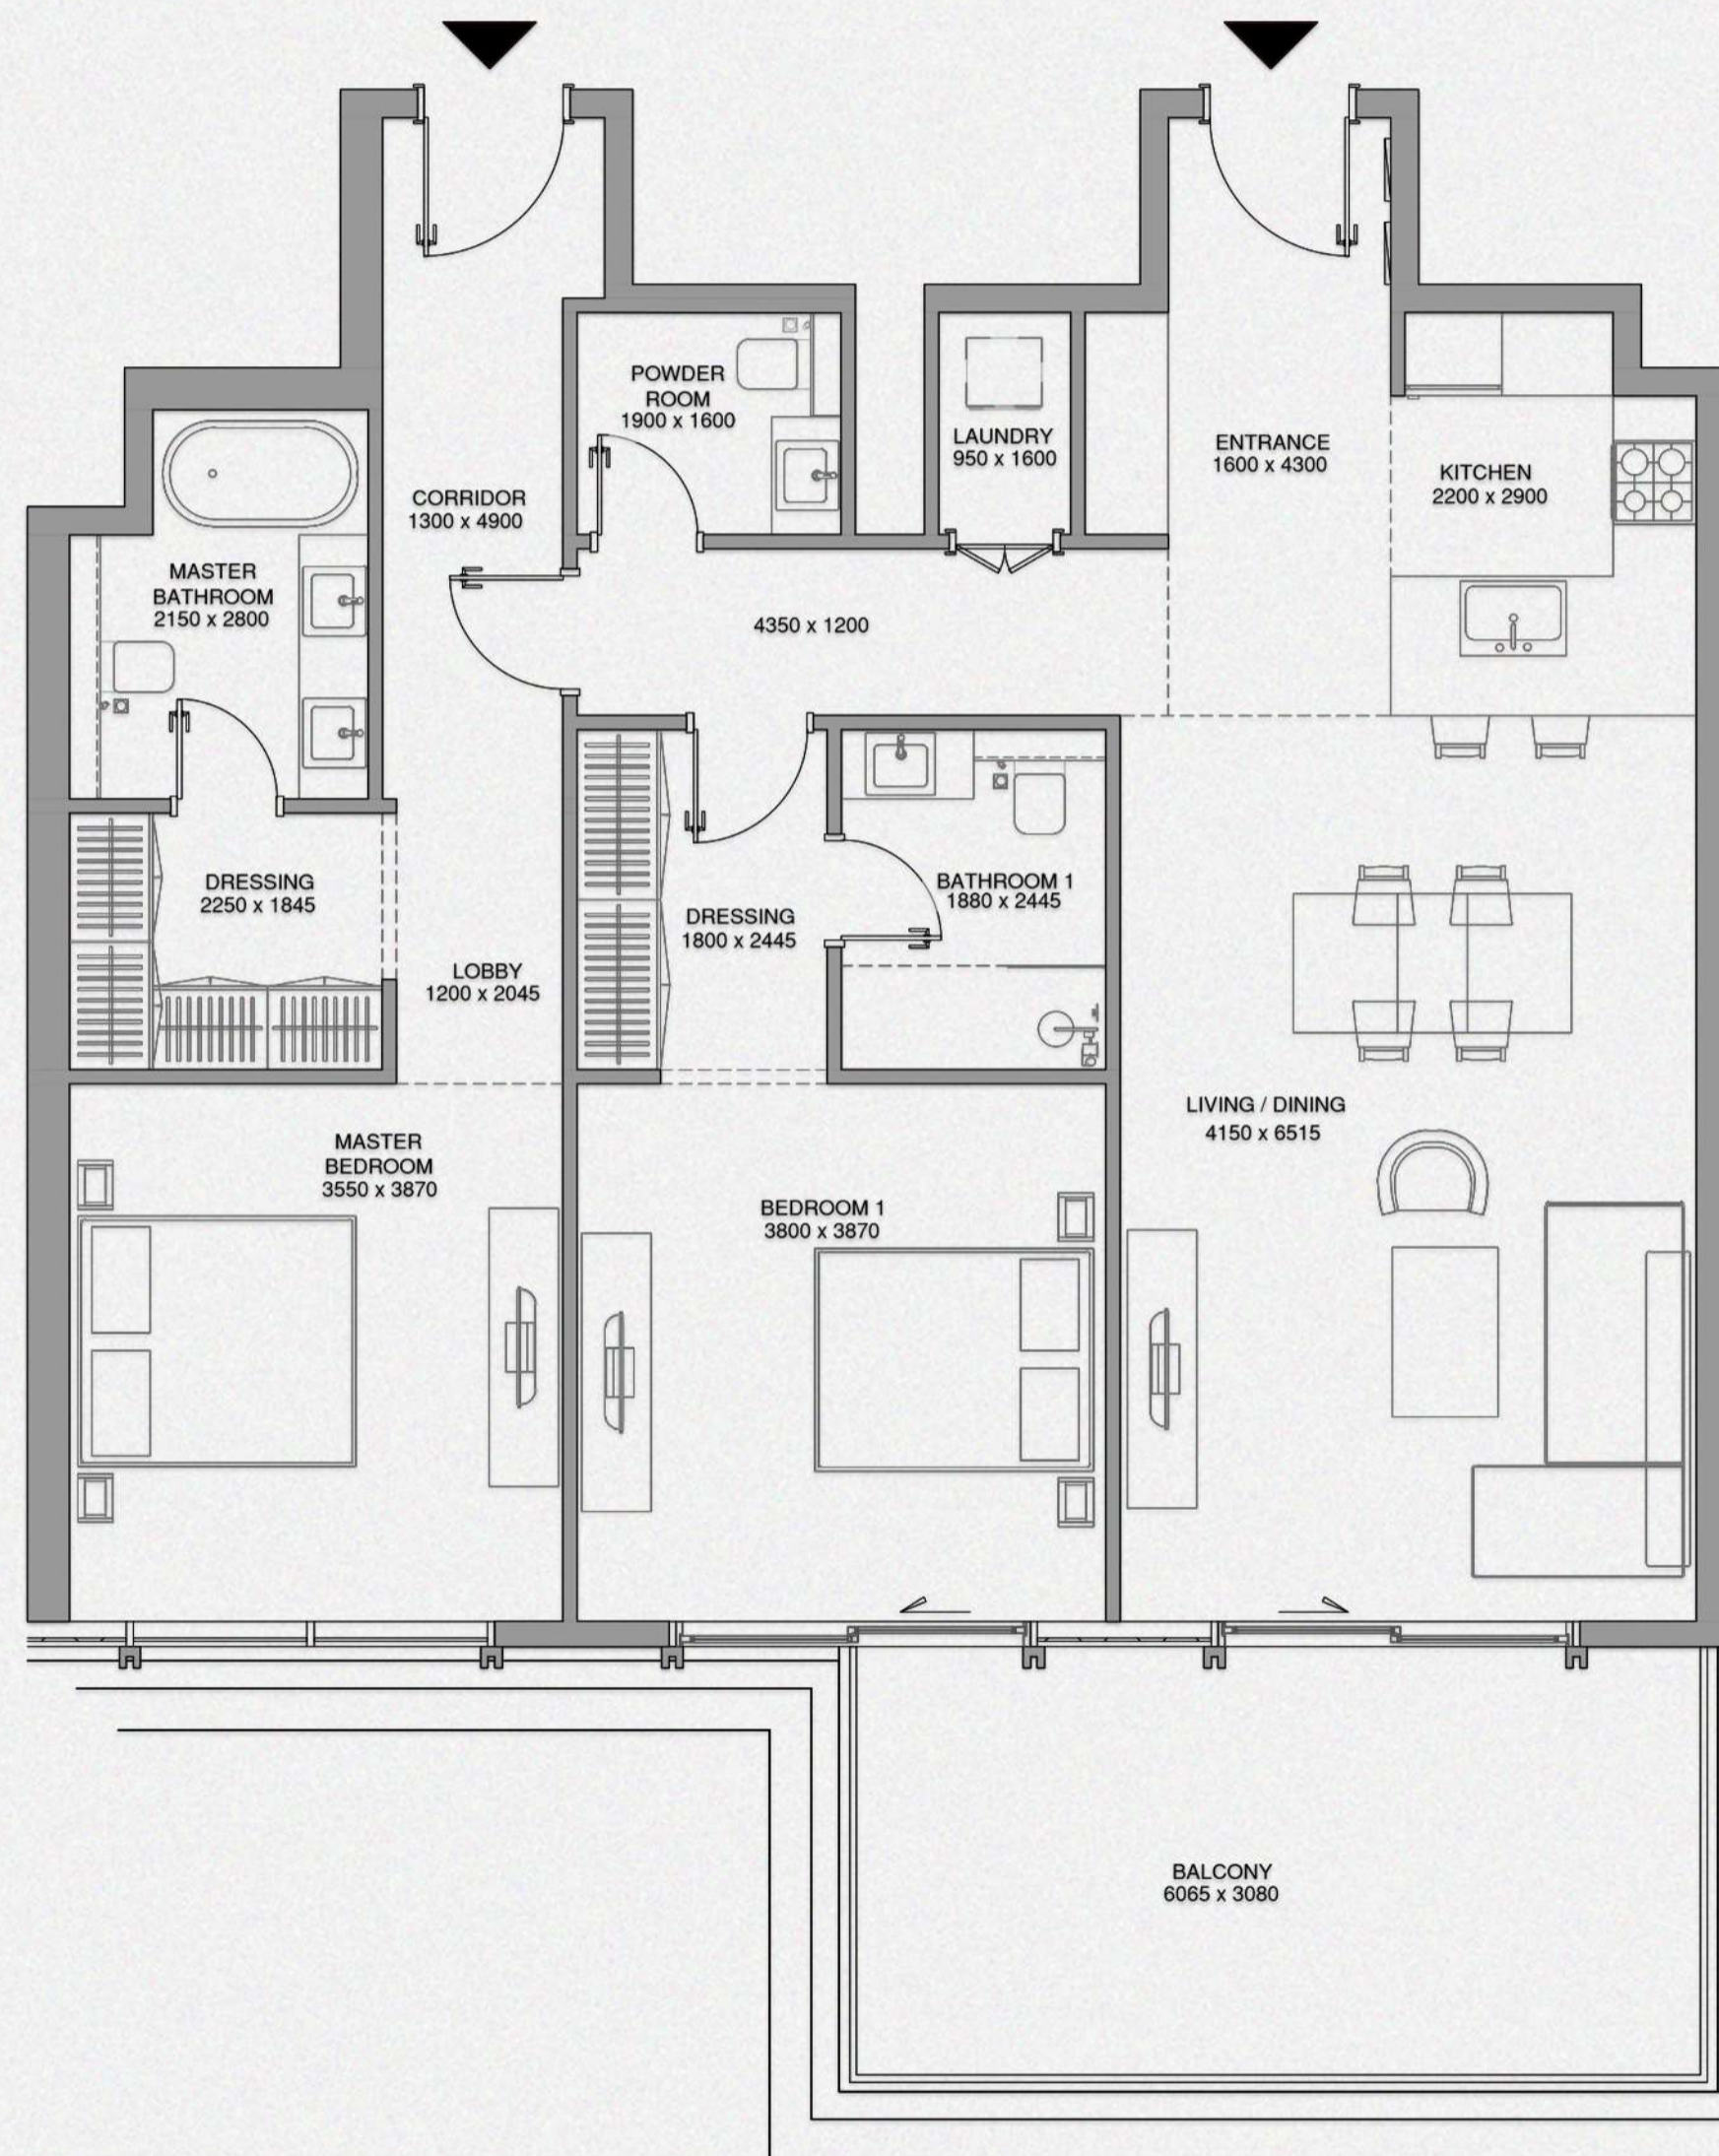 POWDER
ROOM
1900 x 1600
LAUNDRY
950 x 1600
ENTRANCE
1600 x 4300
KITCHEN
2200 x 2900
CORRIDOR
1300 x 4900
MASTER
BATHROOM
2150 x 2800
4350 x 1200
DRESSING
2250 x 1845
DRESSING
1800 x 2445
BATHROOM 1
1880 x 2445
LOBBY
1200 x 2045
LIVING / DINING
4150 x 6515
MASTER
BEDROOM
3550 x 3870
BEDROOM 1
3800 x 3870
BALCONY
6065 x 3080